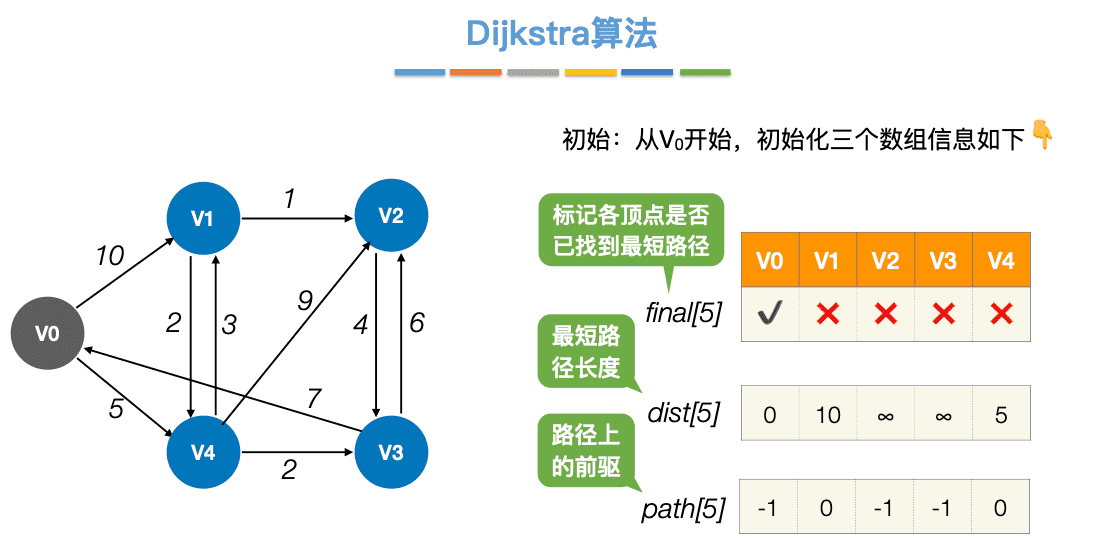 Dijkstra算法
初始：从V₀开始，初始化三个数组信息如下👇
标记各顶点是否
已找到最短路径
V0 V1 V2 V3 V4
final[5] ✔ ❌ ❌ ❌ ❌
最短路
径长度
dist[5] 0 10 ∞ ∞ 5
路径上
的前驱
path[5] -1 0 -1 -1 0
V1 1 V2
10
2 3 9 4 6
V0
5 7
V4 2 V3